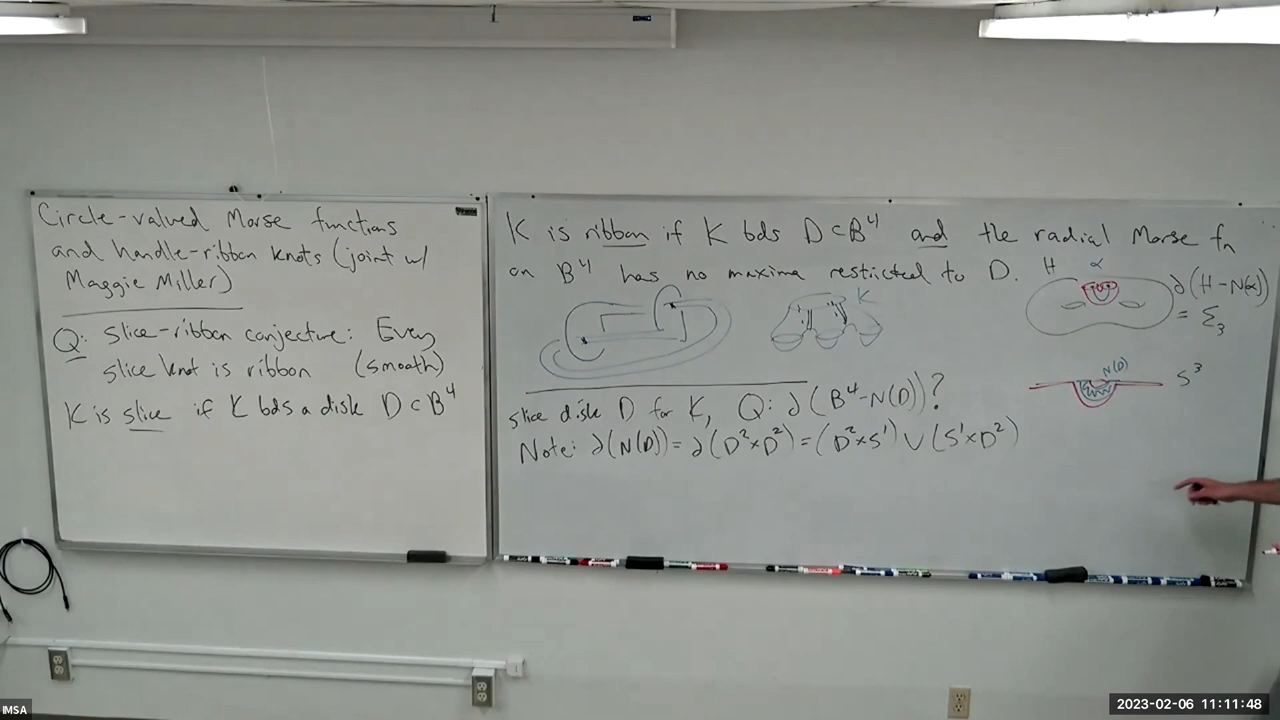 Circle-valued Morse functions
and handle-ribbon knots (joint w/
Maggie Miller)
Q: Slice-ribbon conjecture: Every
slice knot is ribbon (smooth)
K is slice if K bds a disk D ⊂ B⁴
K is ribbon if K bds D ⊂ B⁴ and the radial Morse fn
on B⁴ has no maxima restricted to D.
K
H α
∂(H-N(α))
= Σ₃
N(D)
S³
slice disk D for K, Q: ∂(B⁴-N(D))?
Note: ∂(N(D)) = ∂(D²×D²) = (D²×S¹) ∪ (S¹×D²)
IMSA
2023-02-06 11:11:48